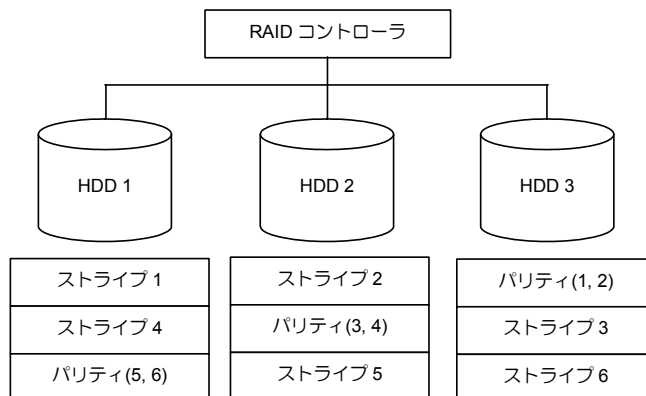 RAID コントローラ
HDD 1
HDD 2
HDD 3
ストライプ 1
ストライプ 2
パリティ(1, 2)
ストライプ 4
パリティ(3, 4)
ストライプ 3
パリティ(5, 6)
ストライプ 5
ストライプ 6